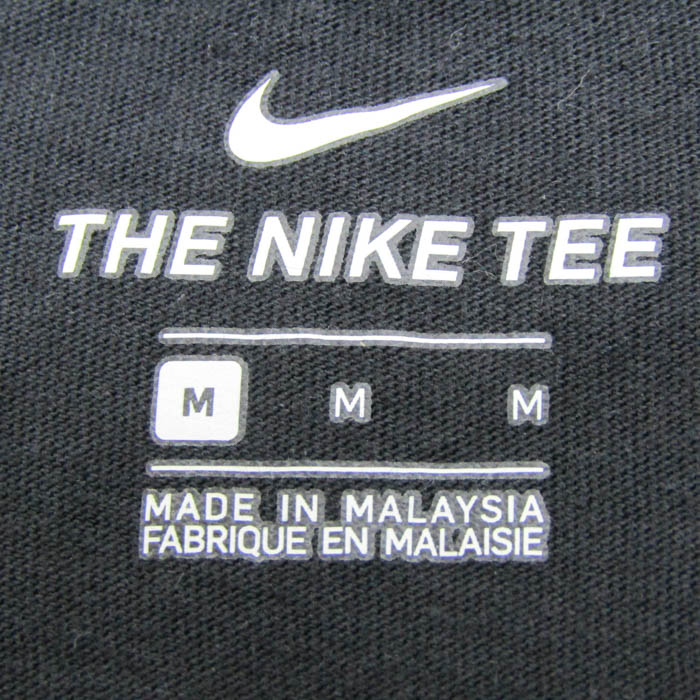 THE NIKE TEE
M M M
MADE IN MALAYSIA
FABRIQUE EN MALAISIE